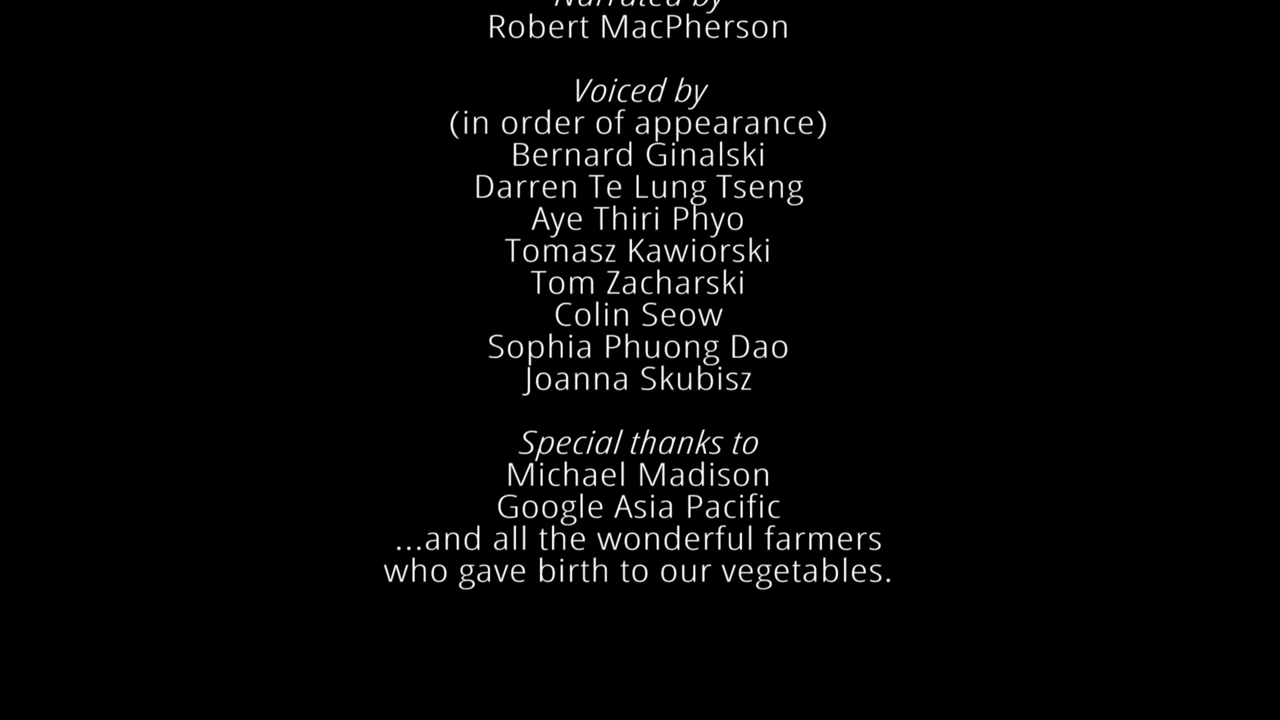 Narrated by
Robert MacPherson
Voiced by
(in order of appearance)
Bernard Ginalski
Darren Te Lung Tseng
Aye Thiri Phyo
Tomasz Kawiorski
Tom Zacharski
Colin Seow
Sophia Phuong Dao
Joanna Skubisz
Special thanks to
Michael Madison
Google Asia Pacific
...and all the wonderful farmers
who gave birth to our vegetables.